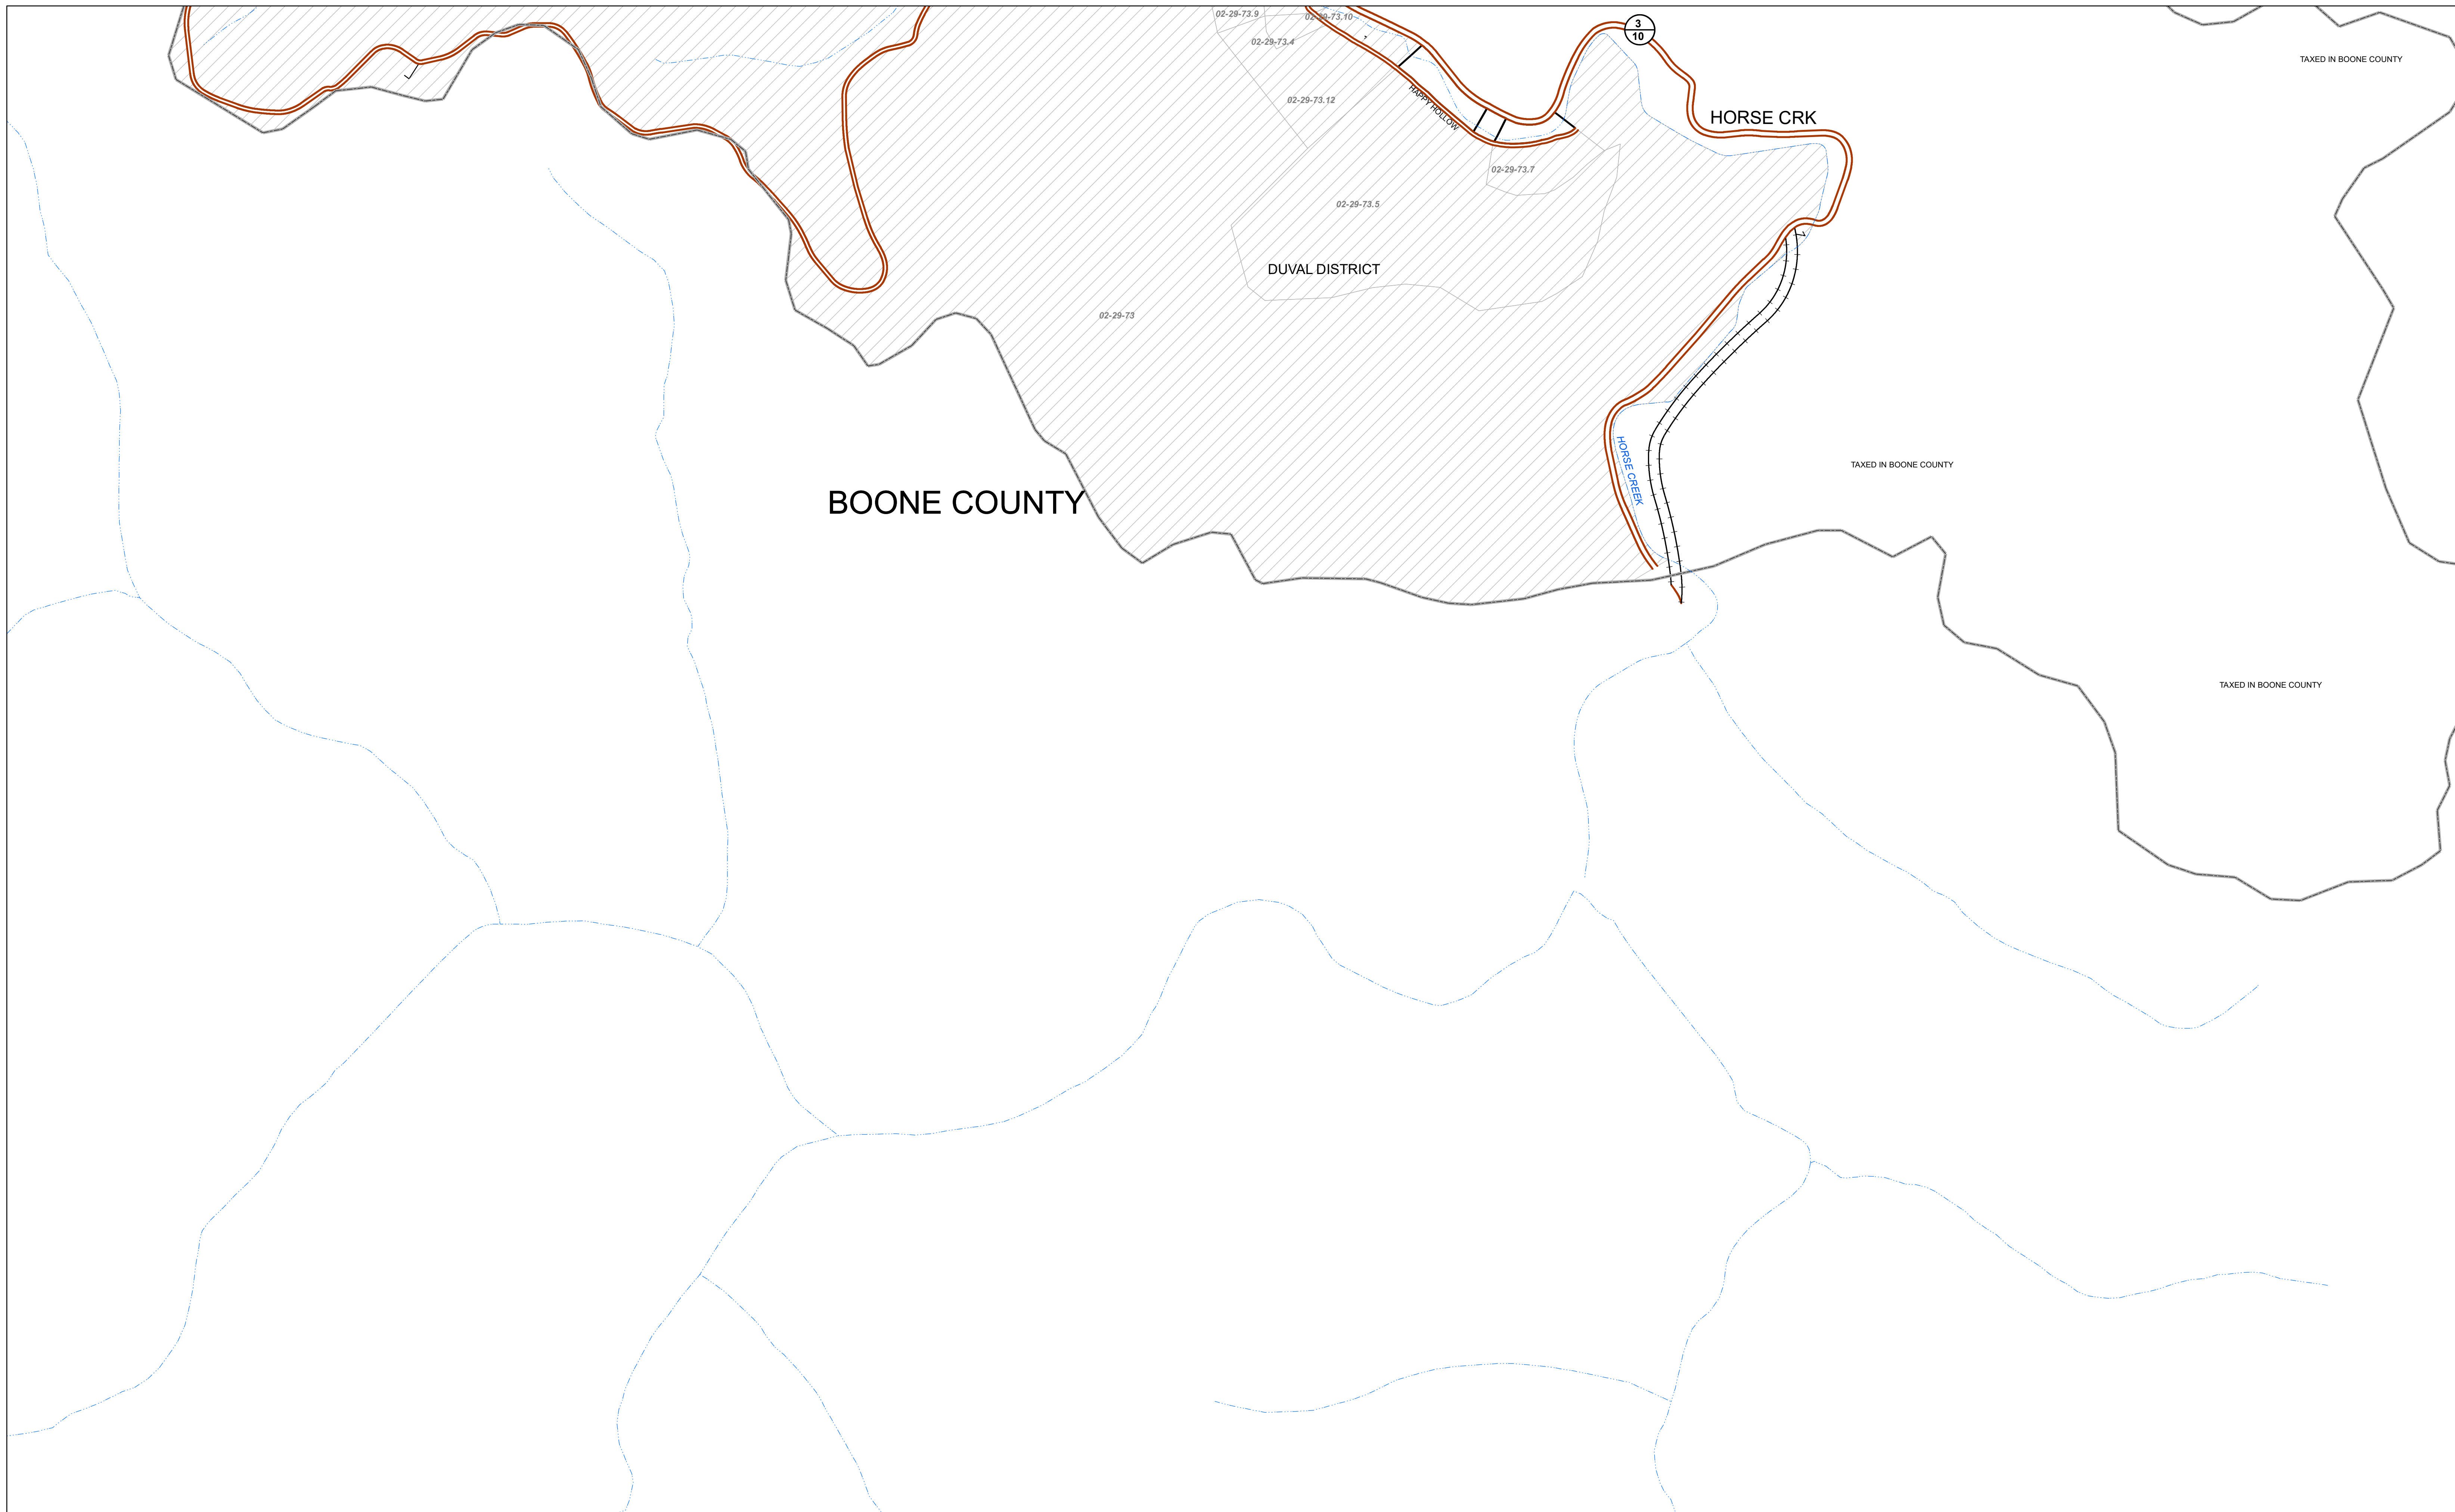 02-29-73.9
02-29-73.10
3
10
02-29-73.4
TAXED IN BOONE COUNTY
02-29-73.12
HAPPY HOLLOW
HORSE CRK
02-29-73.7
02-29-73.5
DUVAL DISTRICT
02-29-73
HORSE CREEK
TAXED IN BOONE COUNTY
BOONE COUNTY
TAXED IN BOONE COUNTY